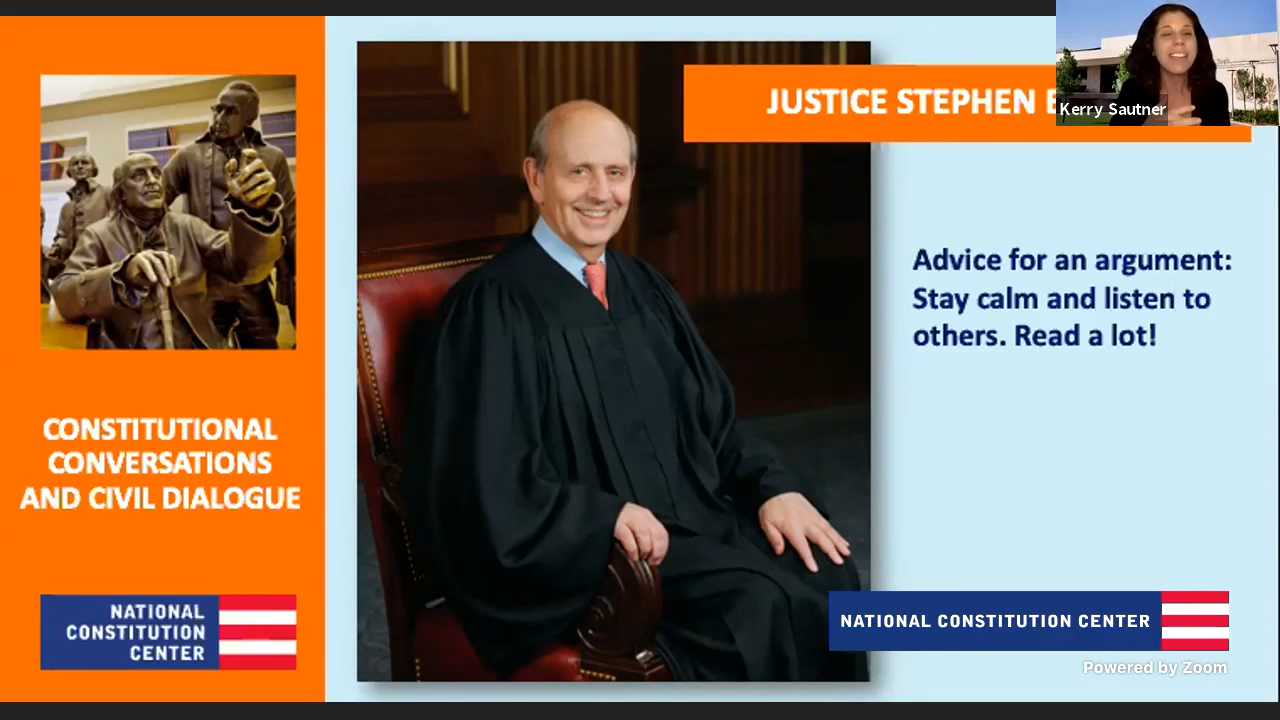 CONSTITUTIONAL
CONVERSATIONS
AND CIVIL DIALOGUE
NATIONAL
CONSTITUTION
CENTER
JUSTICE STEPHEN
Kerry Sautner
Advice for an argument:
Stay calm and listen to
others. Read a lot!
NATIONAL CONSTITUTION CENTER
Powered by Zoom